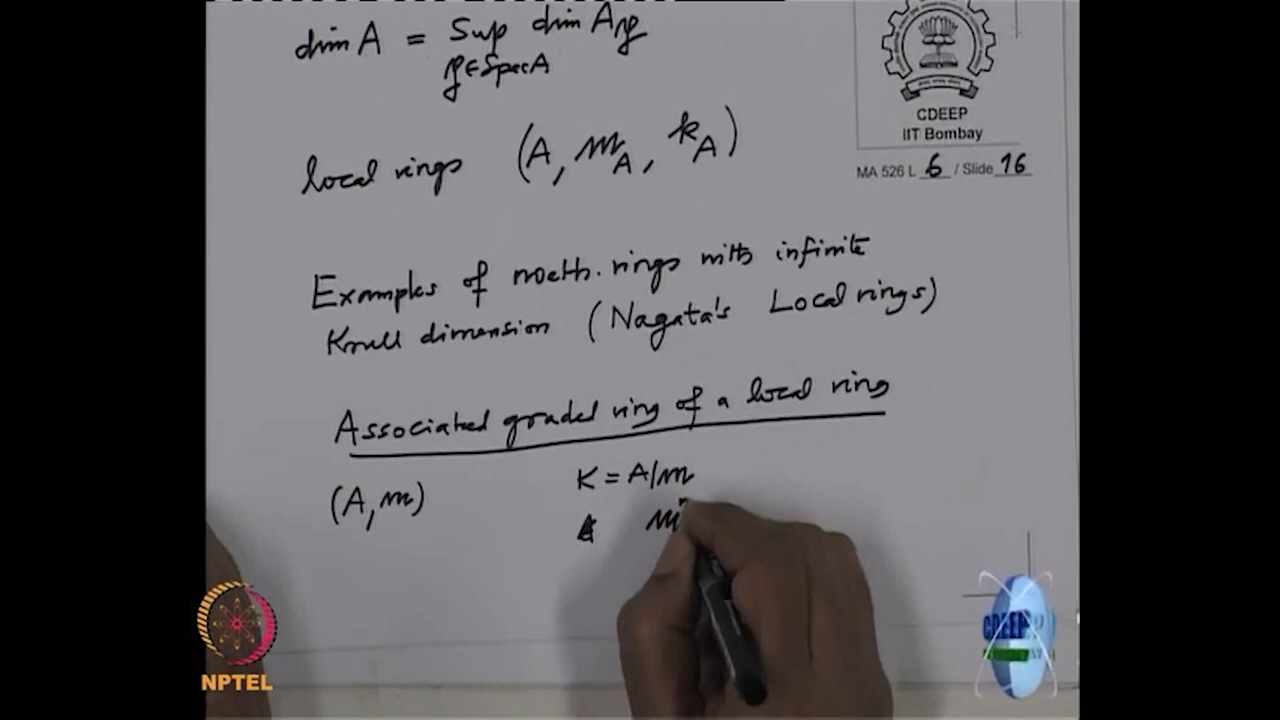 dim A = Sup dim A𝔭
𝔭∈Spec A
CDEEP
IIT Bombay
MA 526 L 6 / Slide 16
local rings (A, 𝔪_A, k_A)
Examples of noeth. rings with infinite
Krull dimension (Nagata's Local rings)
Associated graded ring of a local ring
(A, 𝔪) K = A/𝔪
𝔪
CDEEP
NPTEL